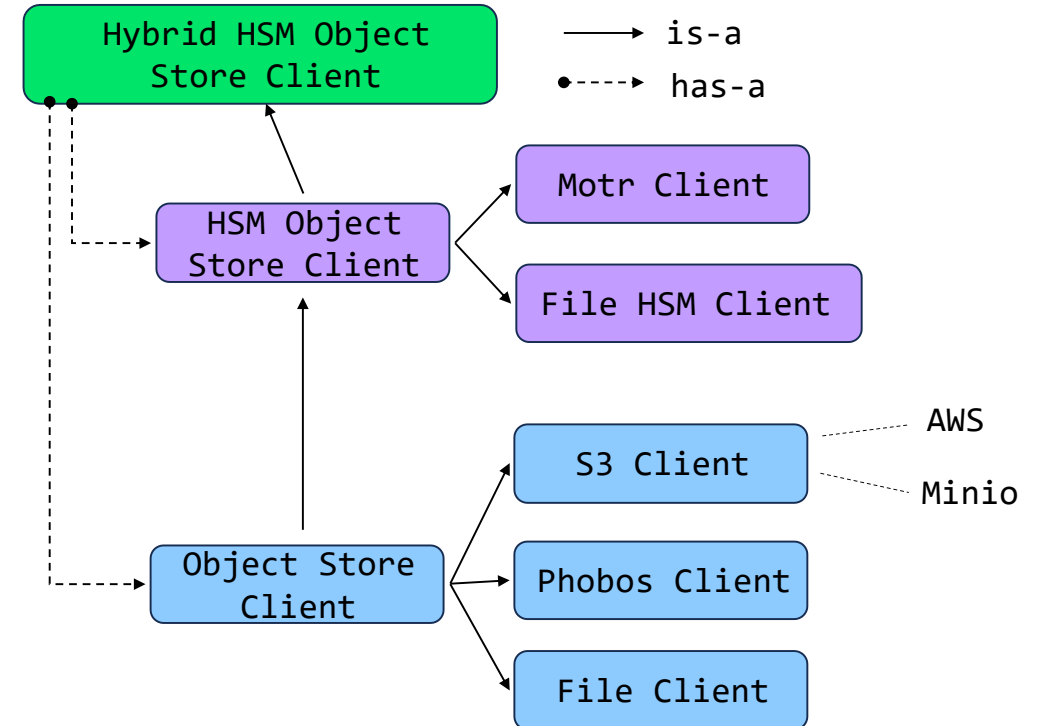 Hybrid HSM Object
Store Client
is-a
has-a
Motr Client
HSM Object
Store Client
File HSM Client
AWS
S3 Client
Minio
Object Store
Client
Phobos Client
File Client